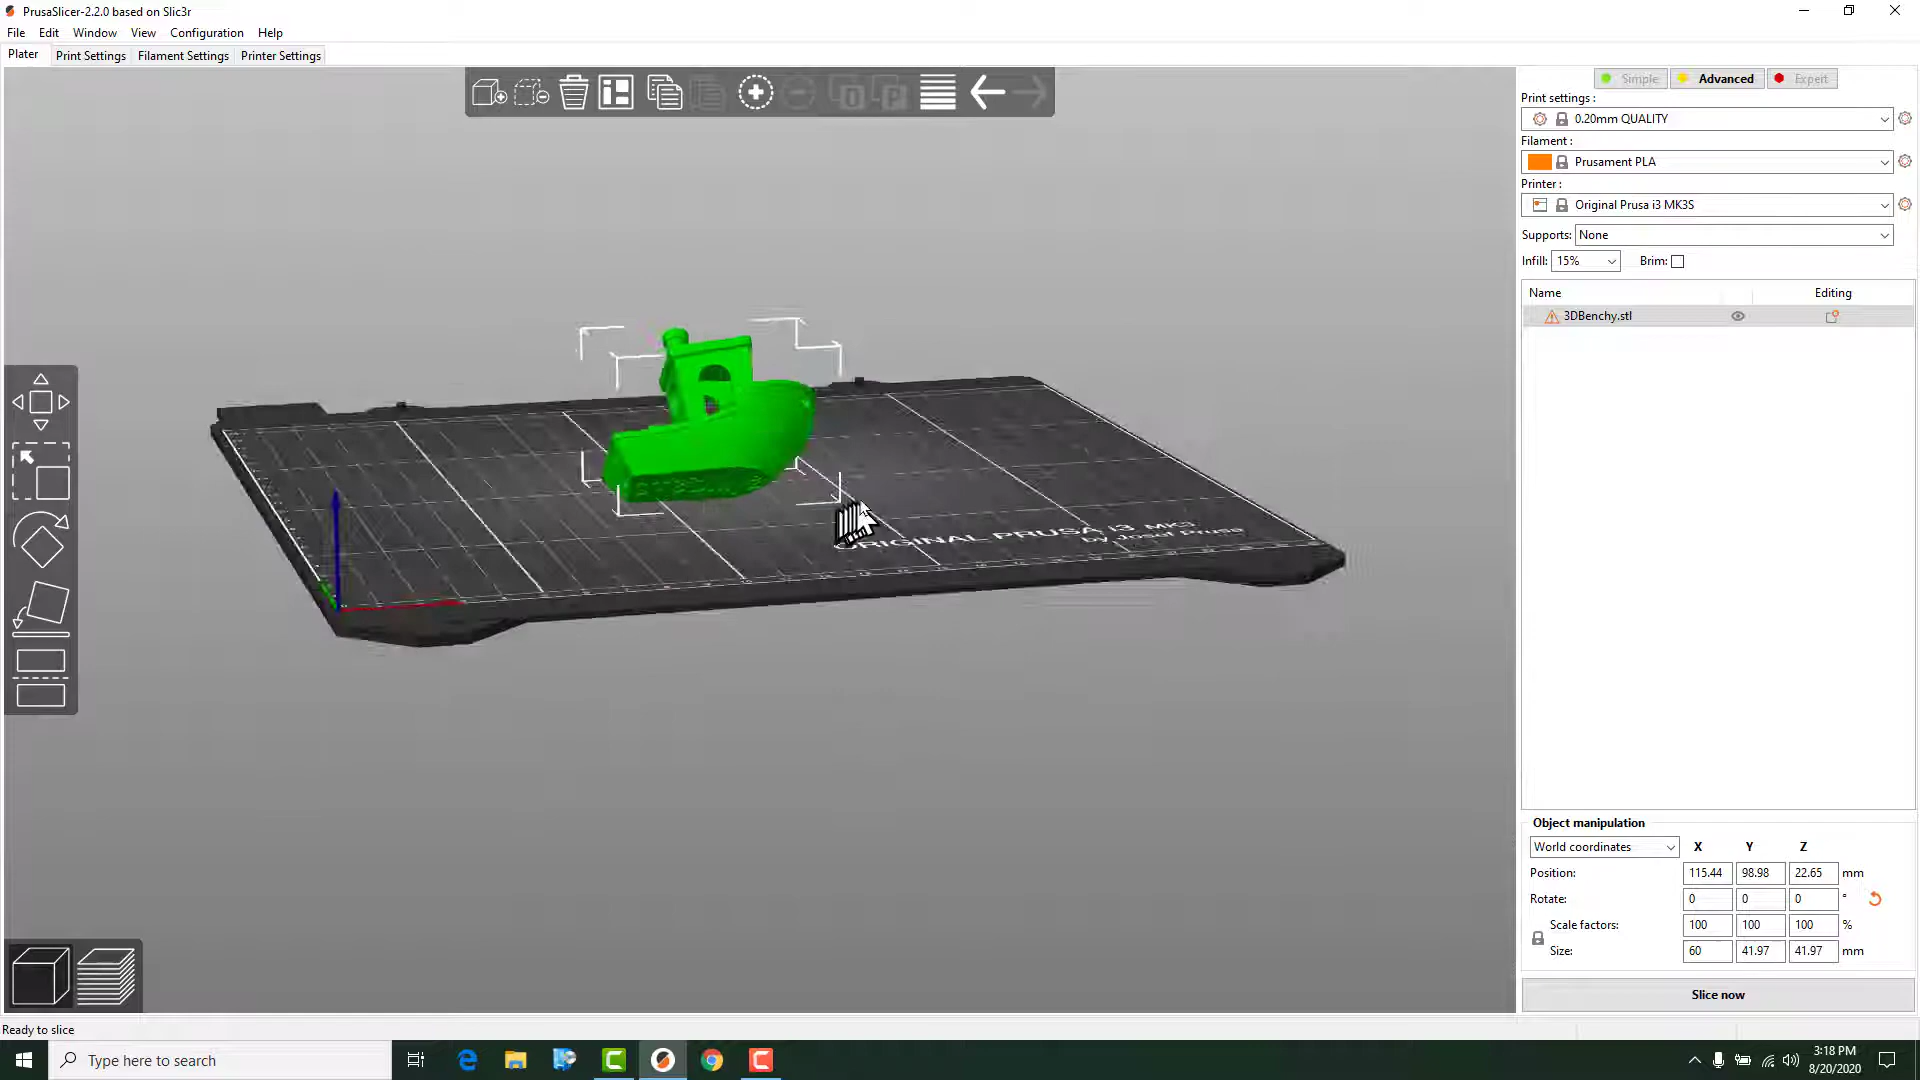 PrusaSlicer-2.2.0 based on Slic3r
File Edit Window View Configuration Help
Plater Print Settings Filament Settings Printer Settings
Simple Advanced Expert
Print settings :
0.20mm QUALITY
Filament :
Prusament PLA
Printer :
Original Prusa i3 MK3S
Supports: None
Infill: 15% Brim:
Name Editing
3DBenchy.stl
ORIGINAL PRUSA i3 MK3
by Josef Prusa
Object manipulation
World coordinates X Y Z
Position: 115.44 98.98 22.65 mm
Rotate: 0 0 0 °
Scale factors: 100 100 100 %
Size: 60 41.97 41.97 mm
Slice now
Ready to slice
Type here to search
3:18 PM
8/20/2020